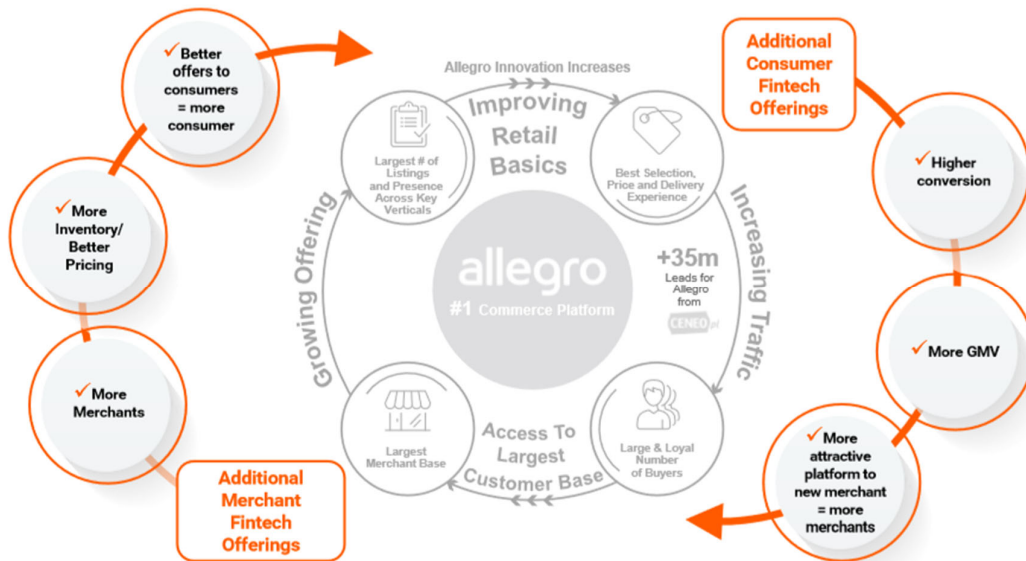 ✓Better
offers to
consumers
= more
consumer
✓More
Inventory/
Better
Pricing
✓More
Merchants
Additional
Merchant
Fintech
Offerings
Allegro Innovation Increases
Improving
Retail
Basics
Largest # of
Listings
and Presence
Across Key
Verticals
Best Selection,
Price and Delivery
Experience
Growing Offering
allegro
#1 Commerce Platform
+35m
Leads for
Allegro
from
CENEO.pl
Increasing Traffic
Largest
Merchant Base
Access To
Largest
Customer Base
Large & Loyal
Number
of Buyers
Additional
Consumer
Fintech
Offerings
✓Higher
conversion
✓More GMV
✓More
attractive
platform to
new merchant
= more
merchants